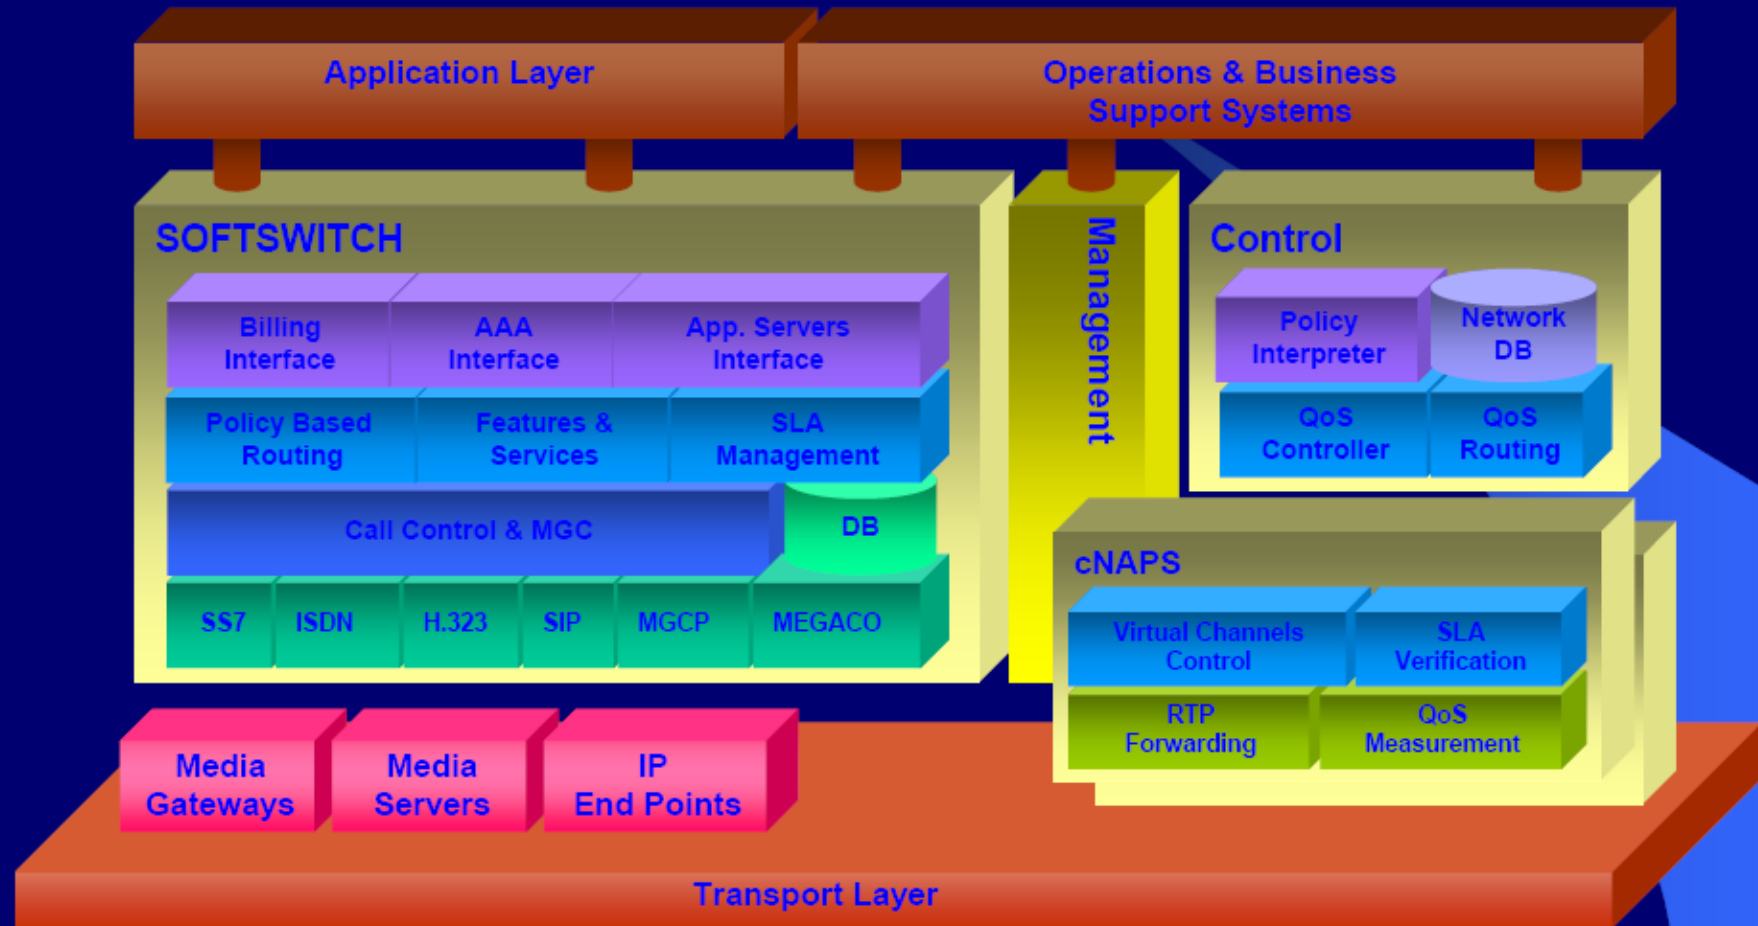 Application Layer
Operations & Business
Support Systems
SOFTSWITCH
Billing
Interface
AAA
Interface
App. Servers
Interface
Policy Based
Routing
Features &
Services
SLA
Management
Call Control & MGC
DB
SS7
ISDN
H.323
SIP
MGCP
MEGACO
Management
Control
Policy
Interpreter
Network
DB
QoS
Controller
QoS
Routing
cNAPS
Virtual Channels
Control
SLA
Verification
RTP
Forwarding
QoS
Measurement
Media
Gateways
Media
Servers
IP
End Points
Transport Layer